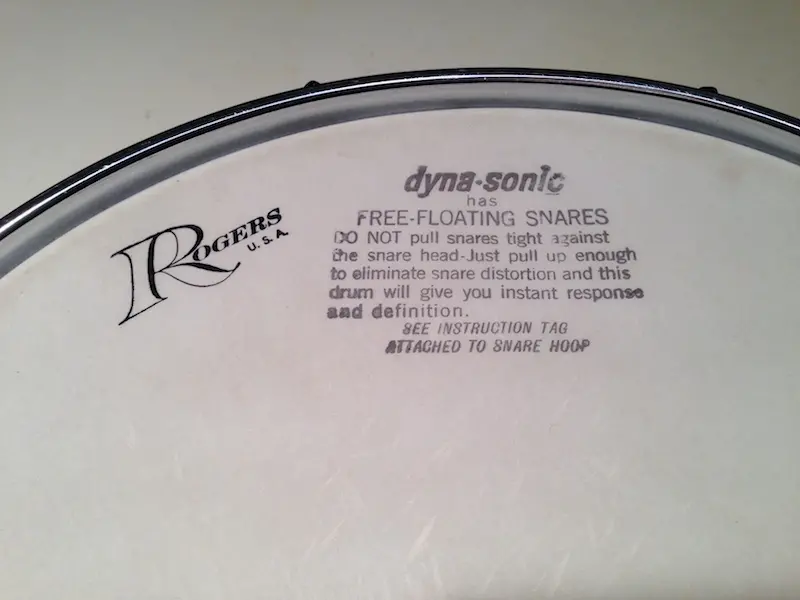 ROGERS
U.S.A.
dyna-sonic
has
FREE-FLOATING SNARES
DO NOT pull snares tight against
the snare head-Just pull up enough
to eliminate snare distortion and this
drum will give you instant response
and definition.
SEE INSTRUCTION TAG
ATTACHED TO SNARE HOOP